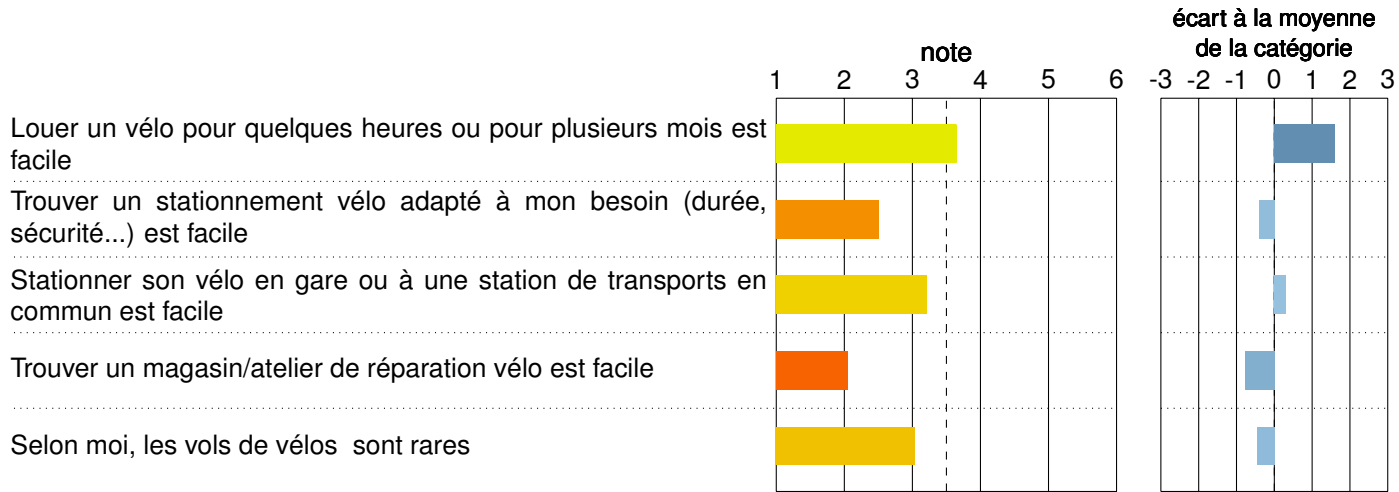 écart à la moyenne
note de la catégorie
1 2 3 4 5 6 -3 -2 -1 0 1 2 3
Louer un vélo pour quelques heures ou pour plusieurs mois est
facile
Trouver un stationnement vélo adapté à mon besoin (durée,
sécurité...) est facile
Stationner son vélo en gare ou à une station de transports en
commun est facile
Trouver un magasin/atelier de réparation vélo est facile
Selon moi, les vols de vélos sont rares